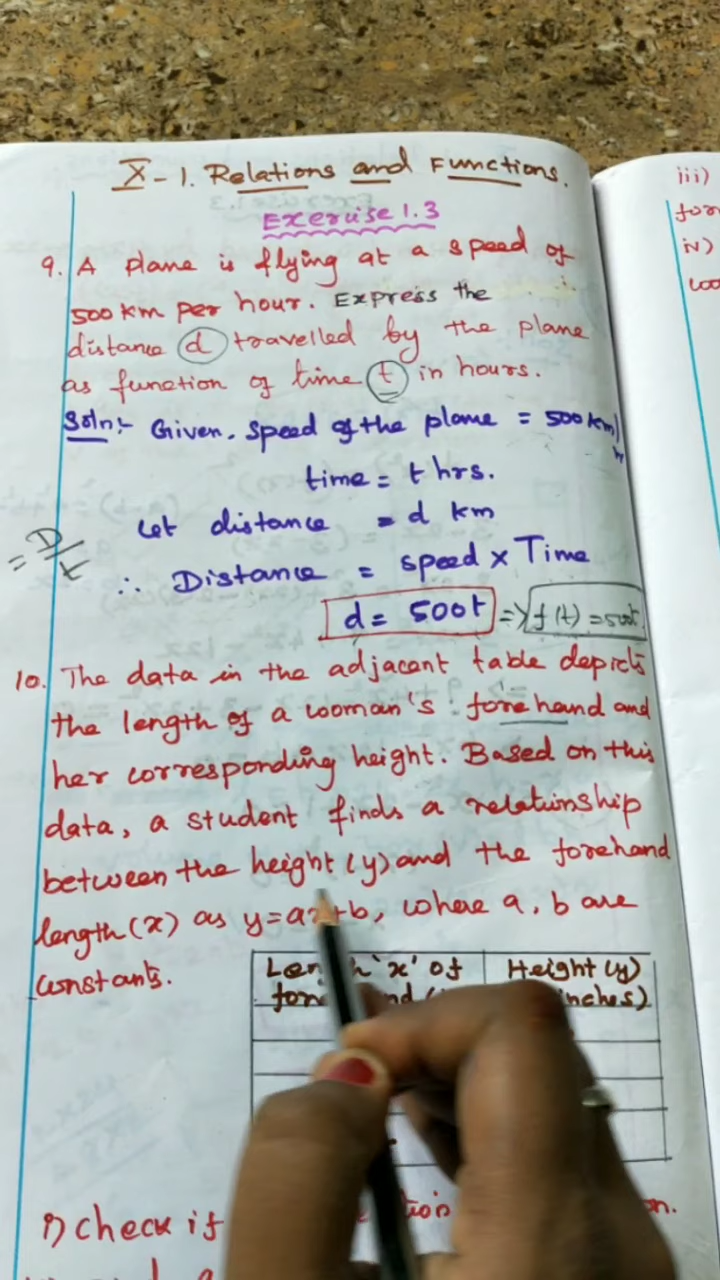 X-1. Relations and Functions.
Exercise 1.3
9. A plane is flying at a speed of
500 km per hour. Express the
distance d travelled by the plane
as function of time t in hours.
Soln:- Given, speed of the plane = 500 km/
hr
time = t hrs.
Let distance = d km
= D/t
∴ Distance = speed × Time
d = 500t => f(t) = 500t
10. The data in the adjacent table depicts
the length of a woman's forehand and
her corresponding height. Based on this
data, a student finds a relationship
between the height (y) and the forehand
length (x) as y = ax+b, where a, b are
constants.
Length 'x' of
Height (y)
inches)
i) check if
iii)
for
iv)